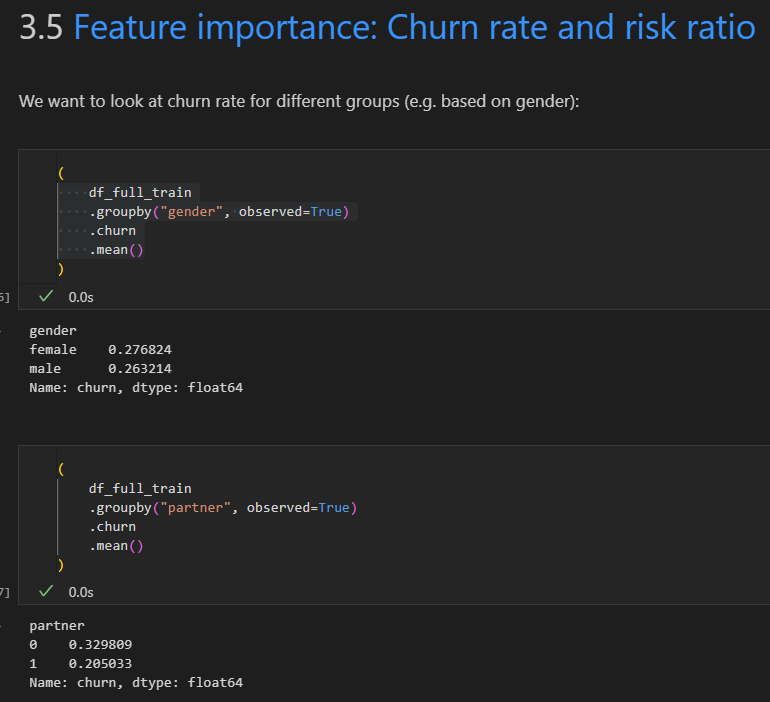 3.5 Feature importance: Churn rate and risk ratio
We want to look at churn rate for different groups (e.g. based on gender):
(
    df_full_train
    .groupby("gender", observed=True)
    .churn
    .mean()
)
5]
0.0s
gender
female    0.276824
male      0.263214
Name: churn, dtype: float64
(
    df_full_train
    .groupby("partner", observed=True)
    .churn
    .mean()
)
7]
0.0s
partner
0    0.329809
1    0.205033
Name: churn, dtype: float64